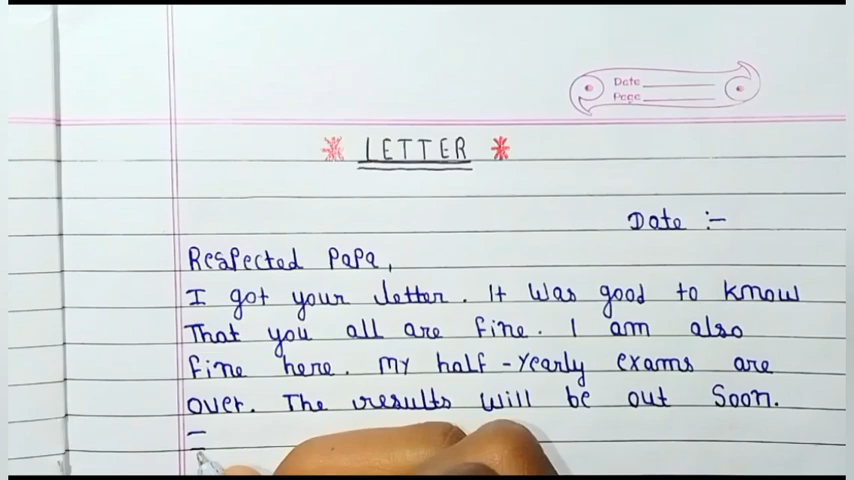 Date
Page
LETTER
Date :-
Respected Papa,
I got your letter. It was good to know
That you all are fine. I am also
fine here. My half-Yearly exams are
over. The results will be out Soon.